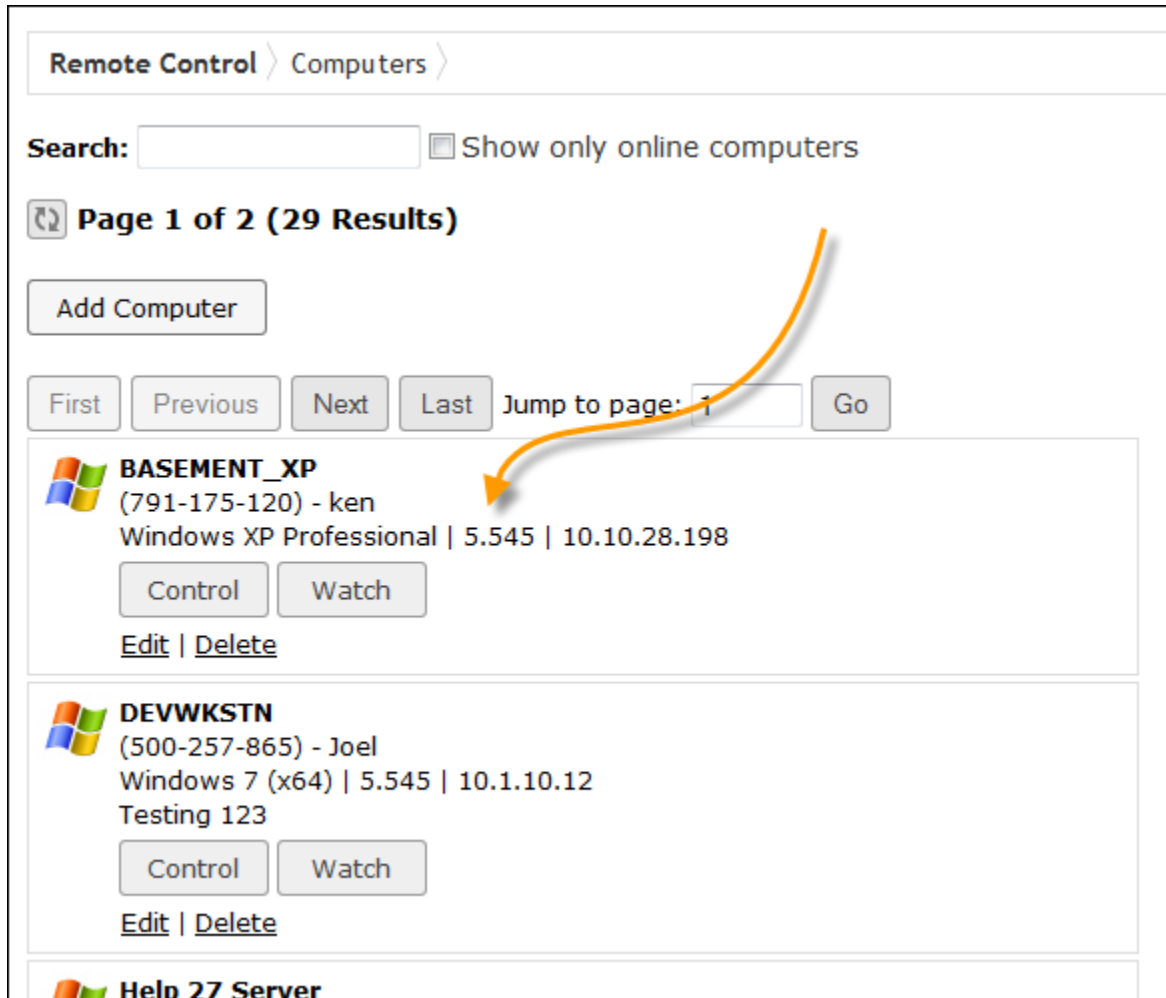 Remote Control Computers
Search: Show only online computers
Page 1 of 2 (29 Results)
Add Computer
First Previous Next Last Jump to page: 1 Go
BASEMENT_XP
(791-175-120) - ken
Windows XP Professional | 5.545 | 10.10.28.198
Control Watch
Edit | Delete
DEVWKSTN
(500-257-865) - Joel
Windows 7 (x64) | 5.545 | 10.1.10.12
Testing 123
Control Watch
Edit | Delete
Help 27 Server